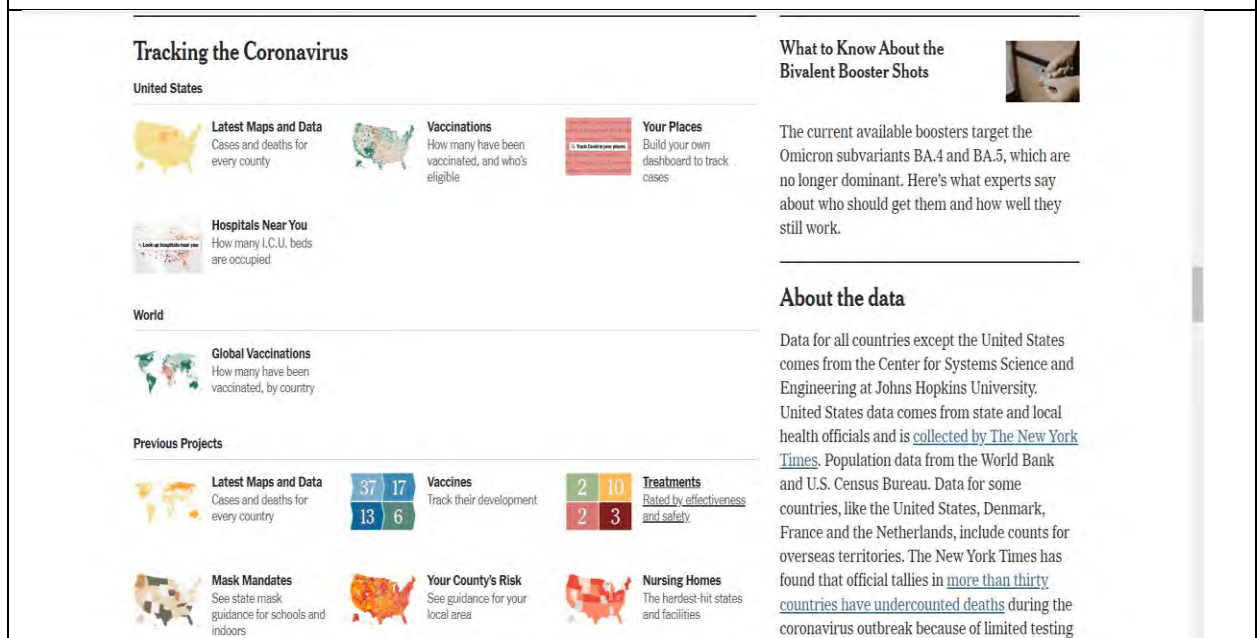 Tracking the Coronavirus
United States
Latest Maps and Data
Cases and deaths for
every county
Vaccinations
How many have been
vaccinated, and who's
eligible
Track Covid in your places
Your Places
Build your own
dashboard to track
cases
Look up hospitals near you
Hospitals Near You
How many I.C.U. beds
are occupied
World
Global Vaccinations
How many have been
vaccinated, by country
Previous Projects
Latest Maps and Data
Cases and deaths for
every country
37 17
13 6
Vaccines
Track their development
2 10
2 3
Treatments
Rated by effectiveness
and safety
Mask Mandates
See state mask
guidance for schools and
indoors
Your County's Risk
See guidance for your
local area
Nursing Homes
The hardest-hit states
and facilities
What to Know About the
Bivalent Booster Shots
The current available boosters target the
Omicron subvariants BA.4 and BA.5, which are
no longer dominant. Here's what experts say
about who should get them and how well they
still work.
About the data
Data for all countries except the United States
comes from the Center for Systems Science and
Engineering at Johns Hopkins University.
United States data comes from state and local
health officials and is collected by The New York
Times. Population data from the World Bank
and U.S. Census Bureau. Data for some
countries, like the United States, Denmark,
France and the Netherlands, include counts for
overseas territories. The New York Times has
found that official tallies in more than thirty
countries have undercounted deaths during the
coronavirus outbreak because of limited testing